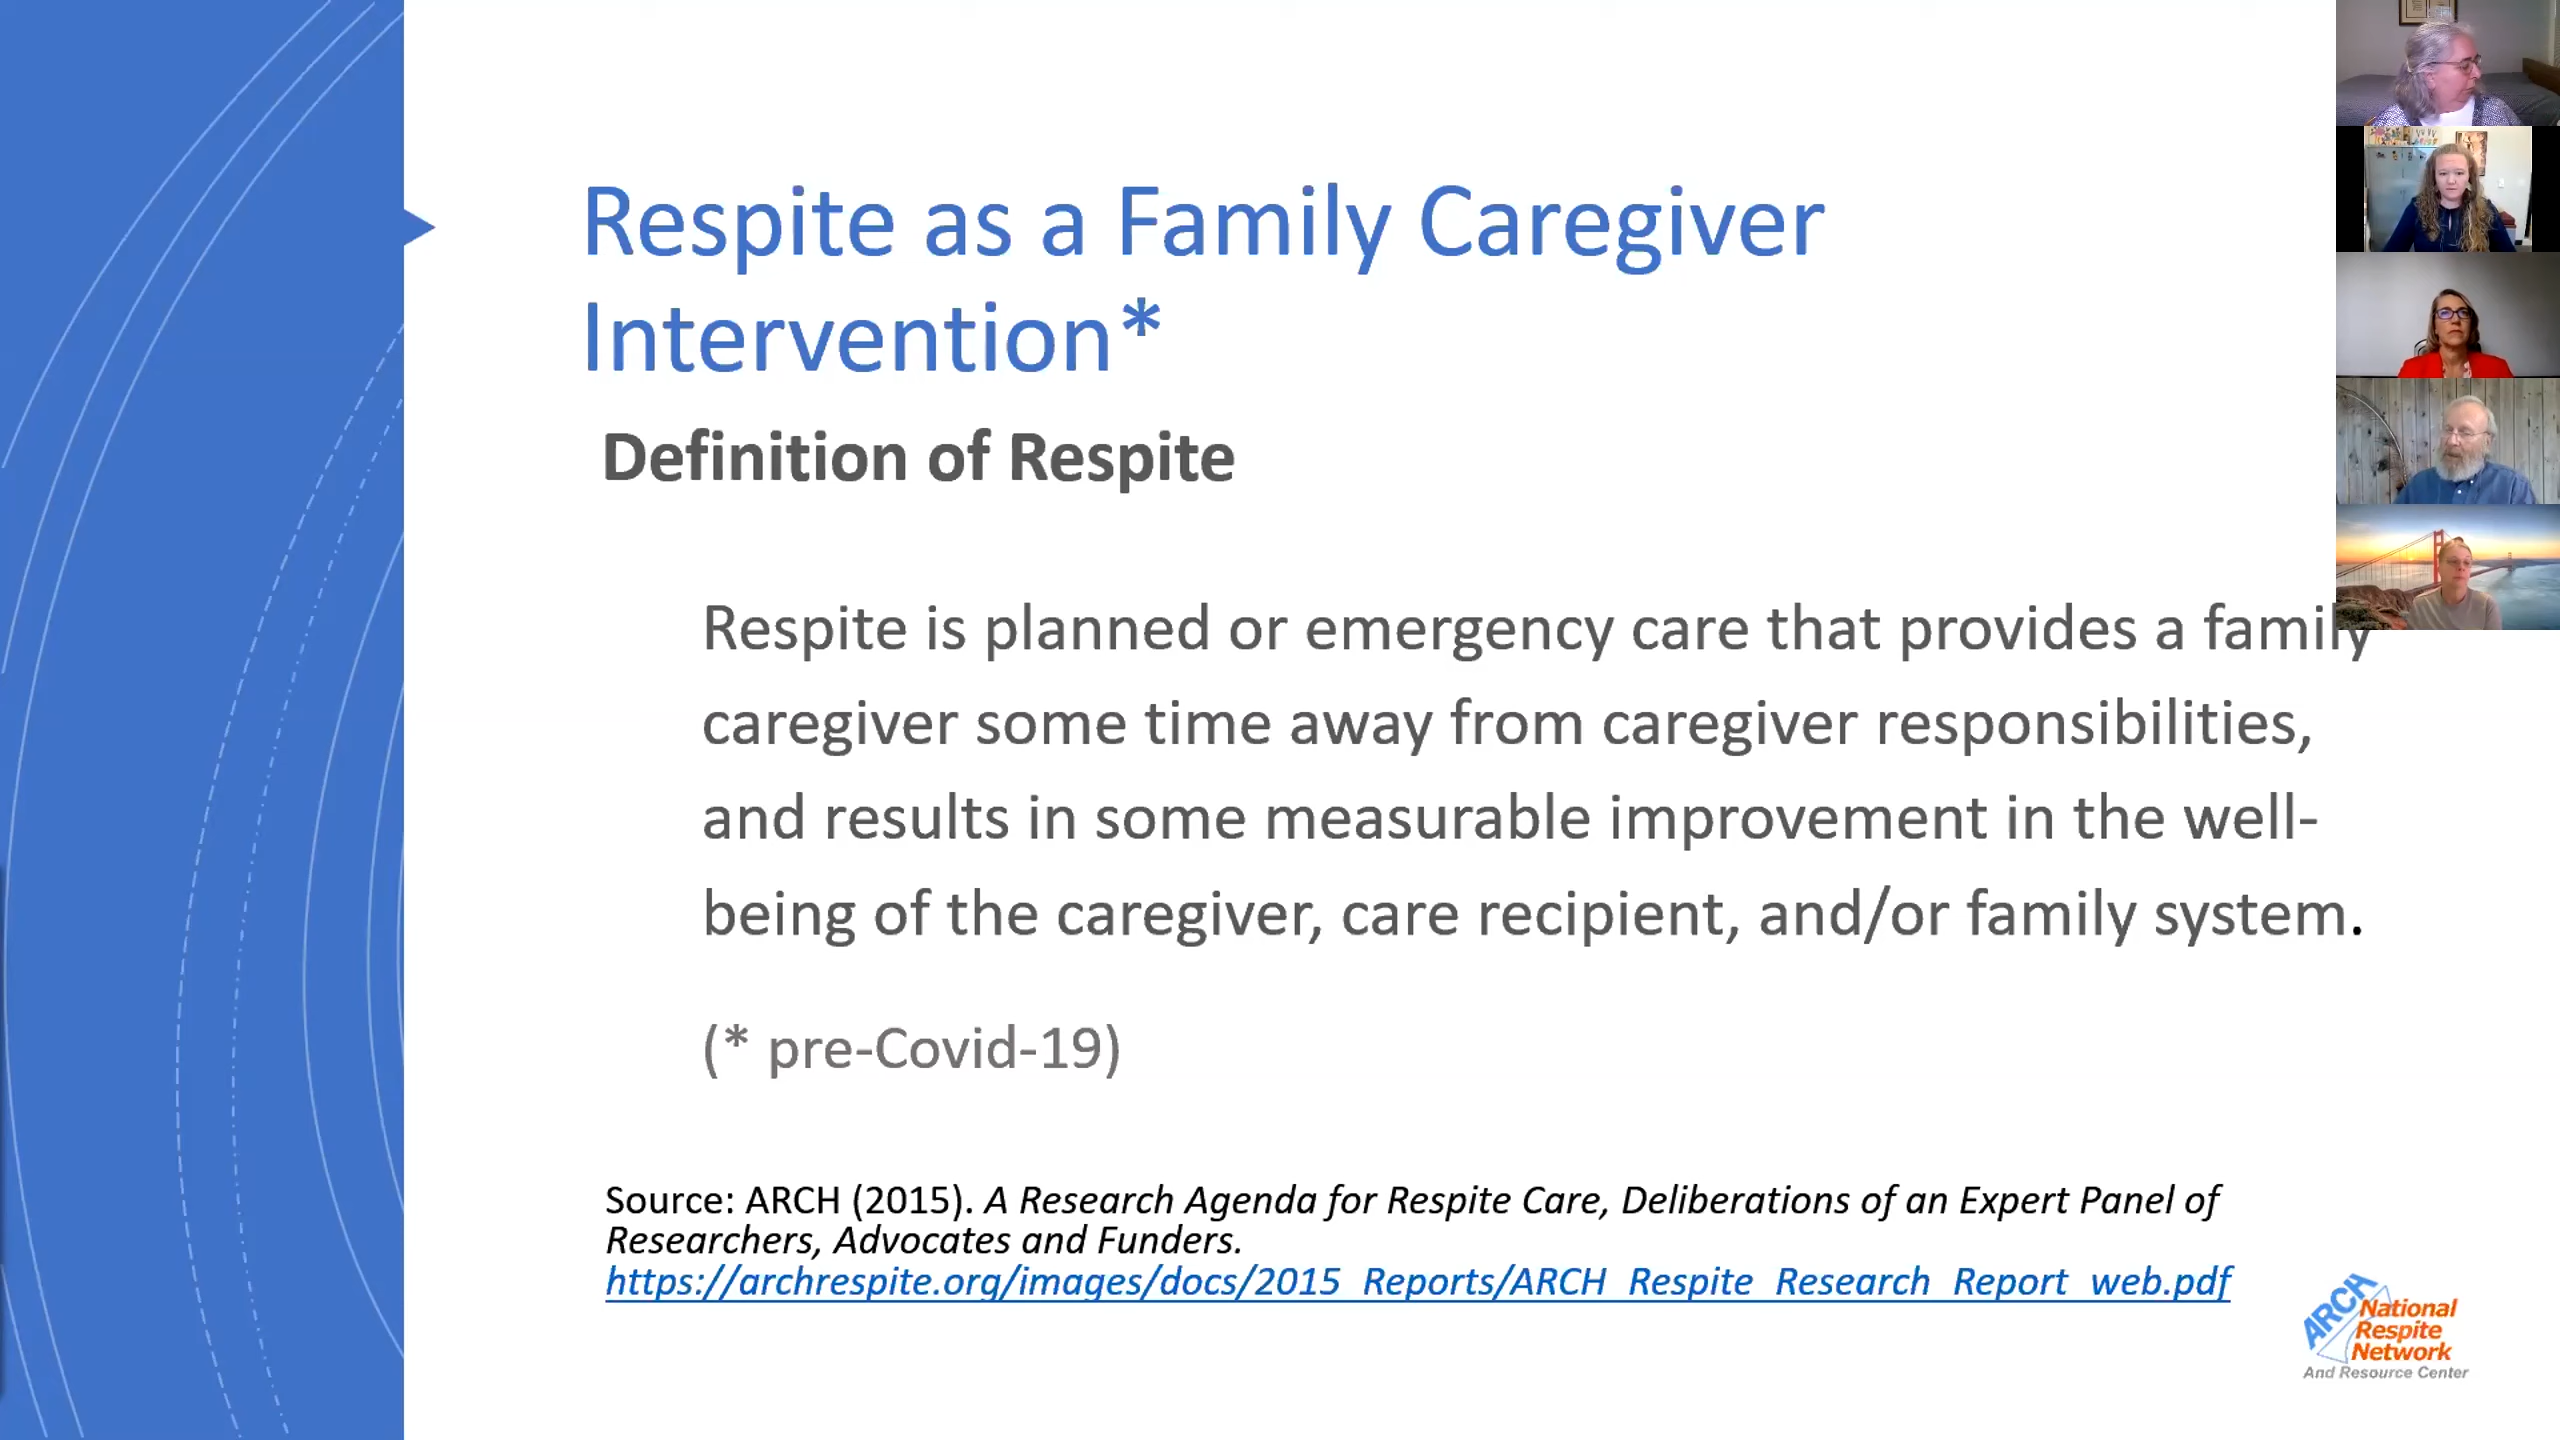 Respite as a Family Caregiver
Intervention*
Definition of Respite
Respite is planned or emergency care that provides a family
caregiver some time away from caregiver responsibilities,
and results in some measurable improvement in the well-
being of the caregiver, care recipient, and/or family system.
(* pre-Covid-19)
Source: ARCH (2015). A Research Agenda for Respite Care, Deliberations of an Expert Panel of
Researchers, Advocates and Funders.
https://archrespite.org/images/docs/2015_Reports/ARCH_Respite_Research_Report_web.pdf
ARCH
National
Respite
Network
And Resource Center